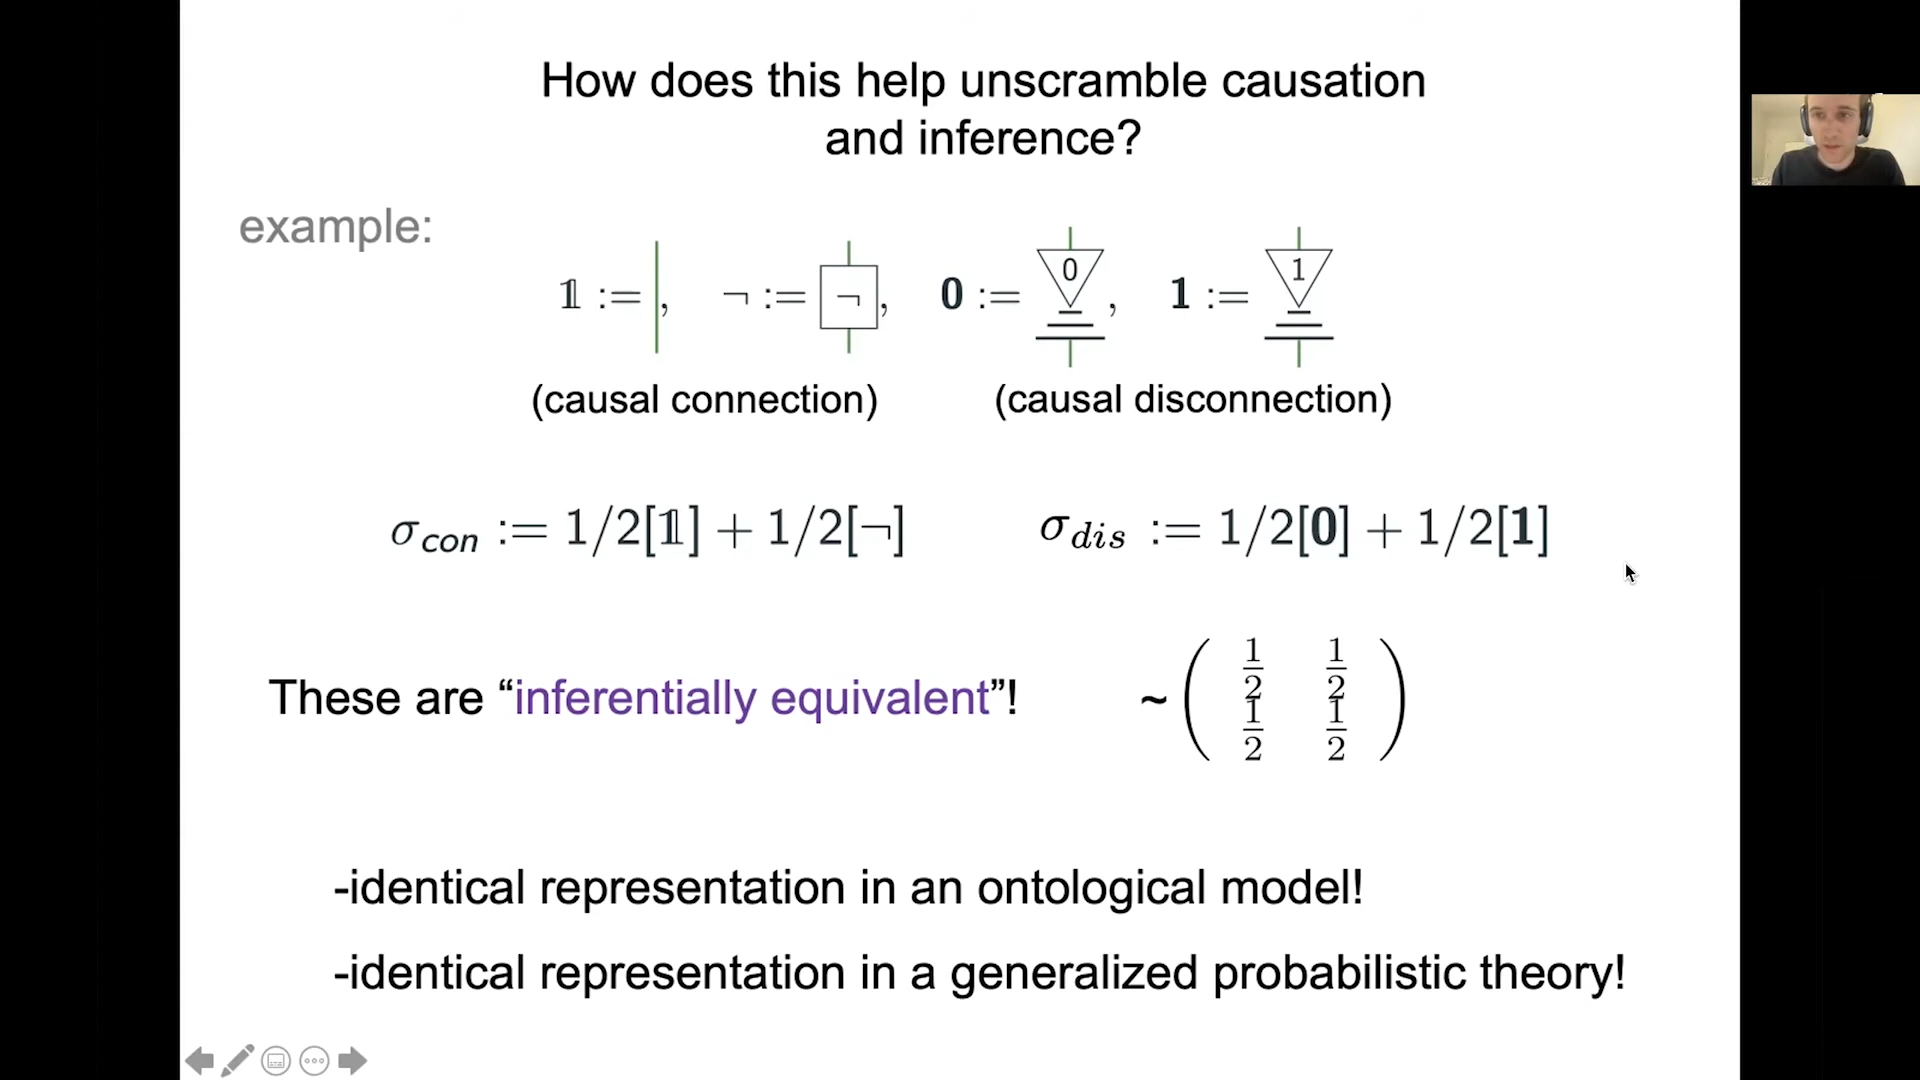 How does this help unscramble causation
and inference?
example:
𝟙 := |, ¬ := ¬, 𝟎 := 0, 𝟏 := 1
(causal connection) (causal disconnection)
σcon := 1/2[𝟙] + 1/2[¬] σdis := 1/2[𝟎] + 1/2[𝟏]
These are “inferentially equivalent”! ~ ( 1/2 1/2
1/2 1/2 )
-identical representation in an ontological model!
-identical representation in a generalized probabilistic theory!